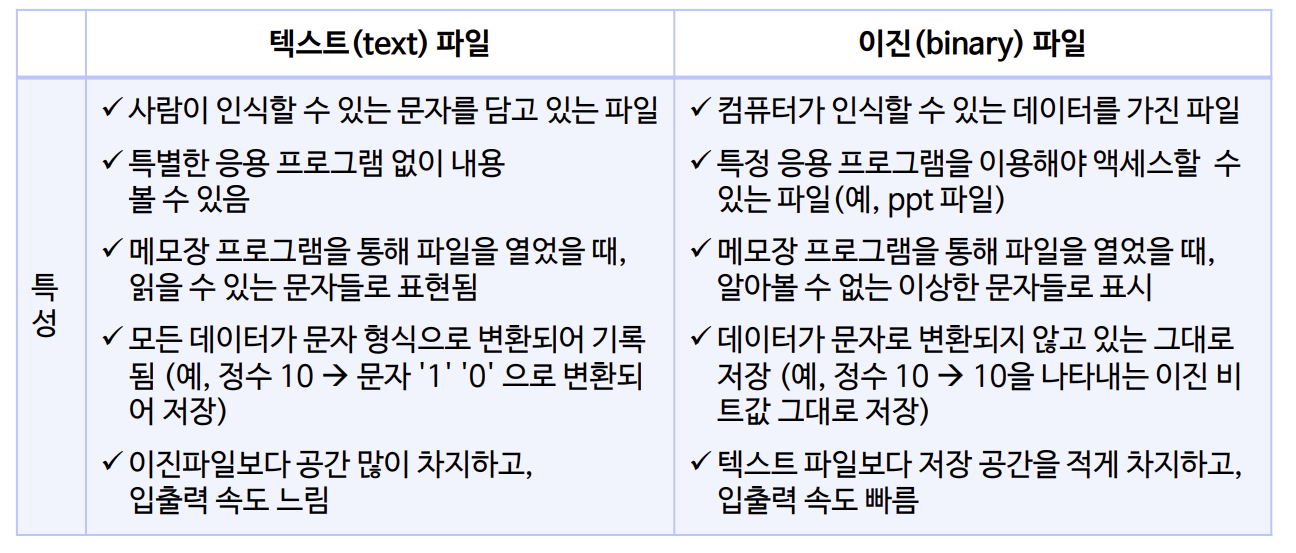 텍스트(text) 파일
이진(binary) 파일
특
성
✓ 사람이 인식할 수 있는 문자를 담고 있는 파일
✓ 특별한 응용 프로그램 없이 내용
볼 수 있음
✓ 메모장 프로그램을 통해 파일을 열었을 때,
읽을 수 있는 문자들로 표현됨
✓ 모든 데이터가 문자 형식으로 변환되어 기록
됨 (예, 정수 10 → 문자 '1' '0' 으로 변환되
어 저장)
✓ 이진파일보다 공간 많이 차지하고,
입출력 속도 느림
✓ 컴퓨터가 인식할 수 있는 데이터를 가진 파일
✓ 특정 응용 프로그램을 이용해야 액세스할 수
있는 파일(예, ppt 파일)
✓ 메모장 프로그램을 통해 파일을 열었을 때,
알아볼 수 없는 이상한 문자들로 표시
✓ 데이터가 문자로 변환되지 않고 있는 그대로
저장 (예, 정수 10 → 10을 나타내는 이진 비
트값 그대로 저장)
✓ 텍스트 파일보다 저장 공간을 적게 차지하고,
입출력 속도 빠름